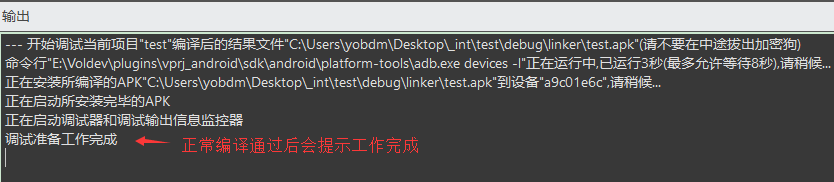 输出
--- 开始调试当前项目"test"编译后的结果文件"C:\Users\yobdm\Desktop\_int\test\debug\linker\test.apk"(请不要在中途拔出加密狗)
命令行"E:\Voldev\plugins\vprj_android\sdk\android\platform-tools\adb.exe devices -l"正在运行中,已运行3秒(最多允许等待8秒),请稍候...
正在安装所编译的APK"C:\Users\yobdm\Desktop\_int\test\debug\linker\test.apk"到设备"a9c01e6c",请稍候...
正在启动所安装完毕的APK
正在启动调试器和调试输出信息监控器
调试准备工作完成 正常编译通过后会提示工作完成